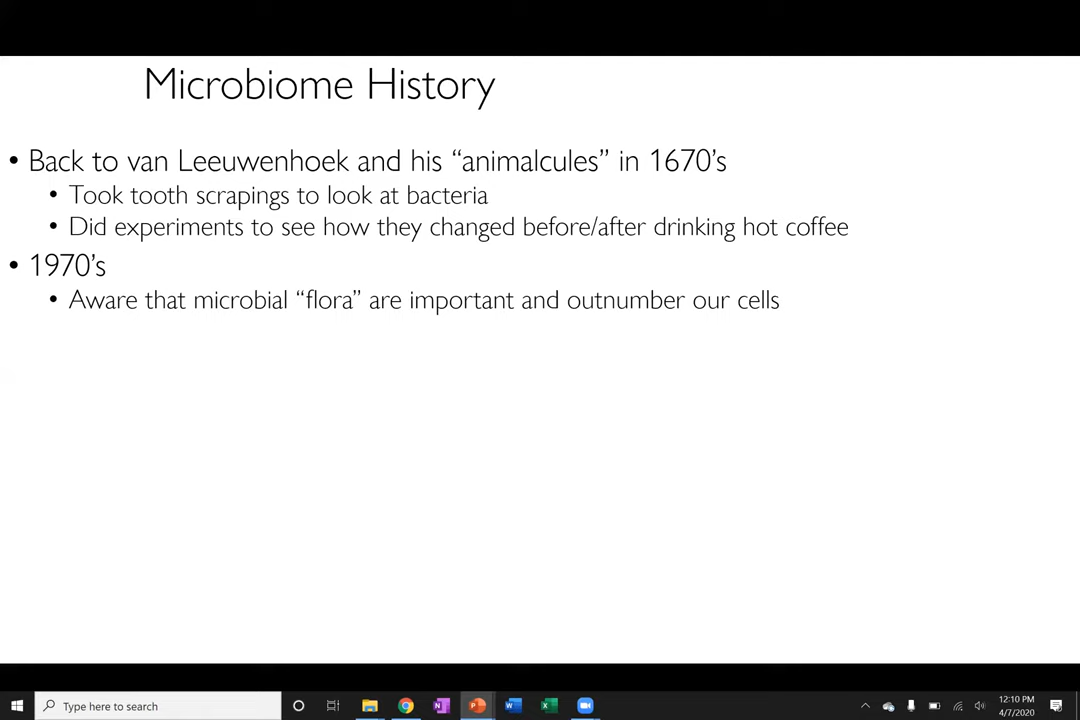 Microbiome History
• Back to van Leeuwenhoek and his “animalcules” in 1670’s
• Took tooth scrapings to look at bacteria
• Did experiments to see how they changed before/after drinking hot coffee
• 1970’s
• Aware that microbial “flora” are important and outnumber our cells
Type here to search
12:10 PM
4/7/2020